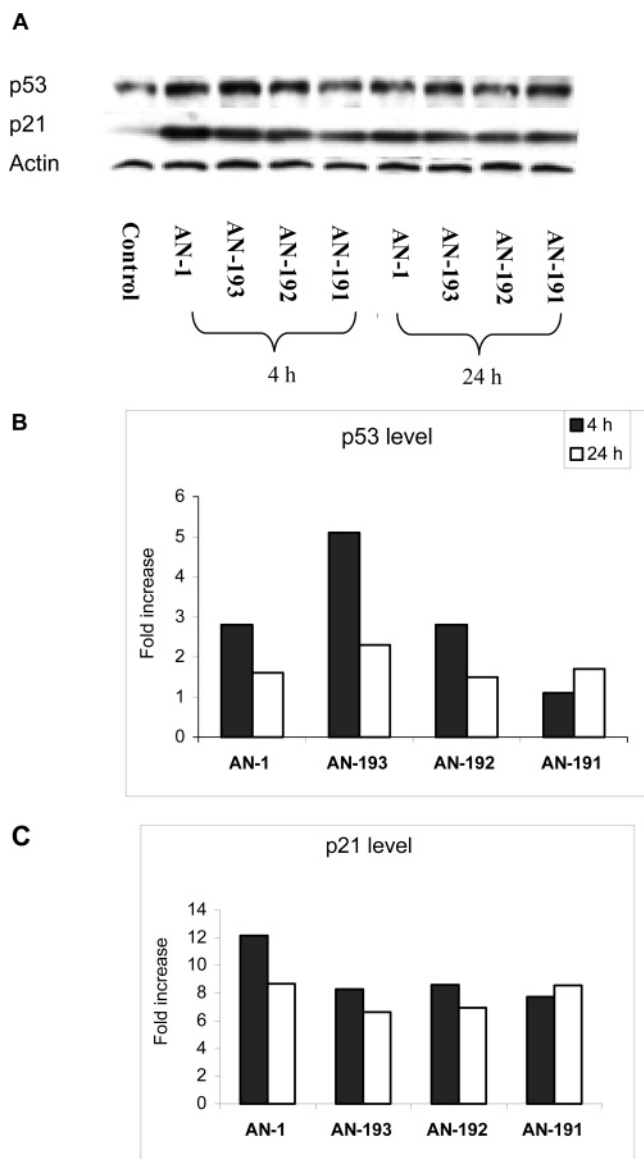 A
p53
p21
Actin
Control
AN-1
AN-193
AN-192
AN-191
AN-1
AN-193
AN-192
AN-191
4 h
24 h
B
p53 level
4 h
24 h
Fold increase
6
5
4
3
2
1
0
AN-1 AN-193 AN-192 AN-191
C
p21 level
Fold increase
14
12
10
8
6
4
2
0
AN-1 AN-193 AN-192 AN-191